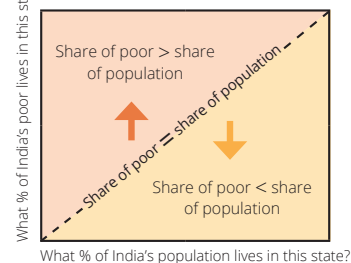 What % of India's poor lives in this
Share of poor > share
of population
Share of poor = share of population
Share of poor < share
of population
What % of India's population lives in this state?